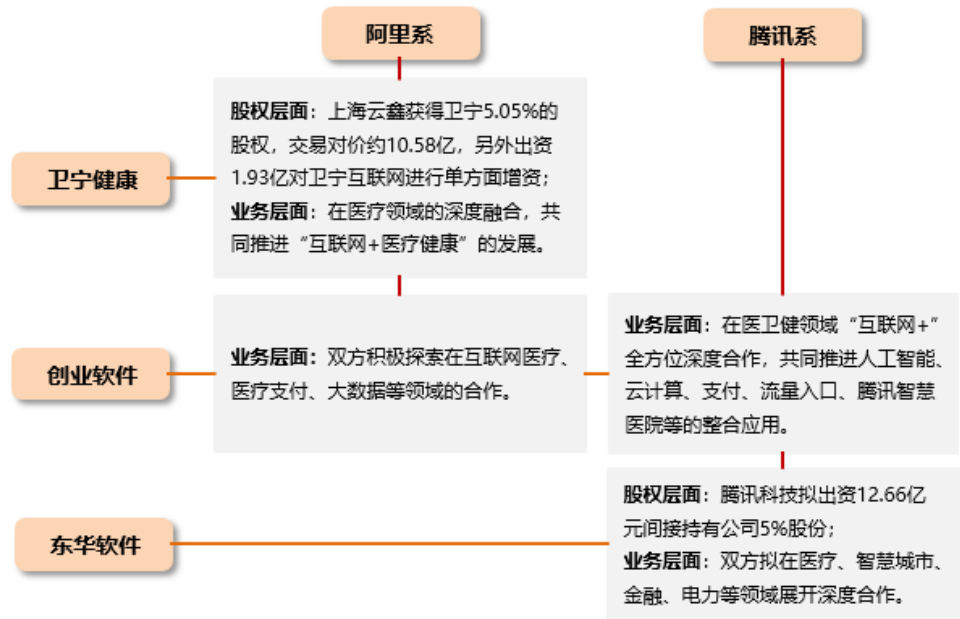 阿里系
腾讯系
卫宁健康
股权层面：上海云鑫获得卫宁5.05%的
股权，交易对价约10.58亿，另外出资
1.93亿对卫宁互联网进行单方面增资；
业务层面：在医疗领域的深度融合，共
同推进“互联网+医疗健康”的发展。
创业软件
业务层面：双方积极探索在互联网医疗、
医疗支付、大数据等领域的合作。
业务层面：在医卫健领域“互联网+”
全方位深度合作，共同推进人工智能、
云计算、支付、流量入口、腾讯智慧
医院等的整合应用。
东华软件
股权层面：腾讯科技拟出资12.66亿
元间接持有公司5%股份；
业务层面：双方拟在医疗、智慧城市、
金融、电力等领域展开深度合作。